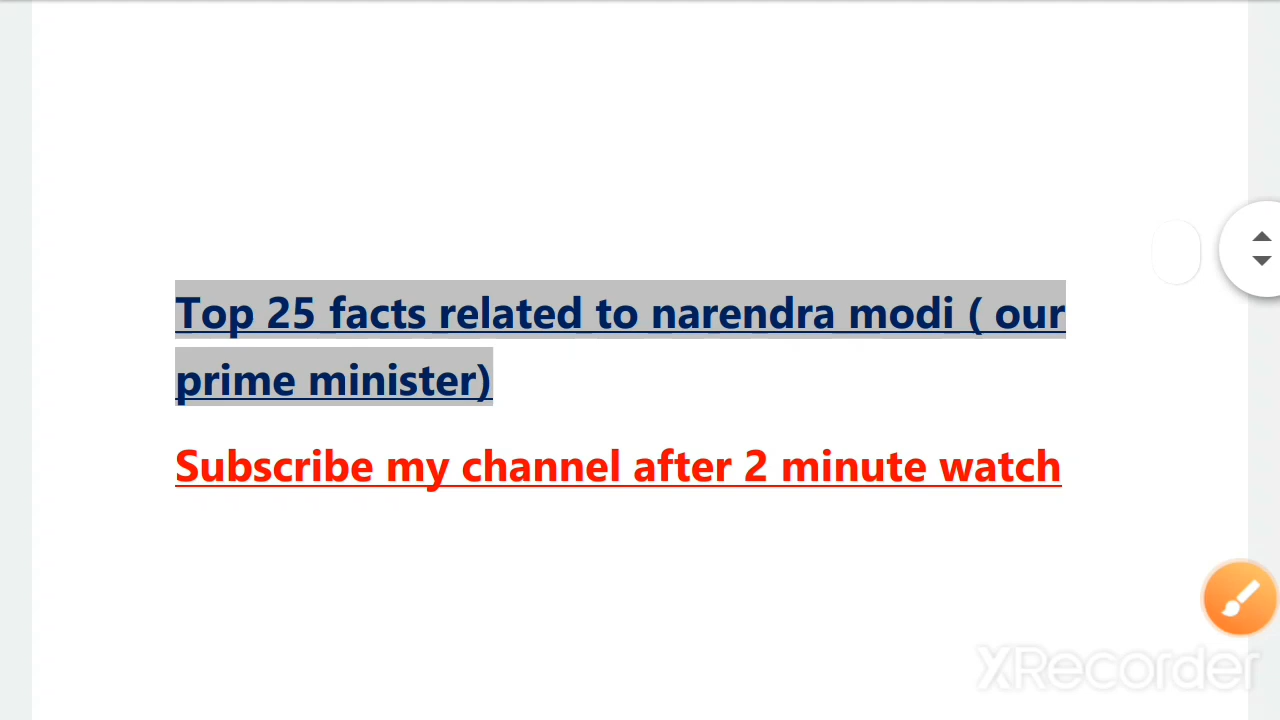 Top 25 facts related to narendra modi ( our
prime minister)
Subscribe my channel after 2 minute watch
XRecorder